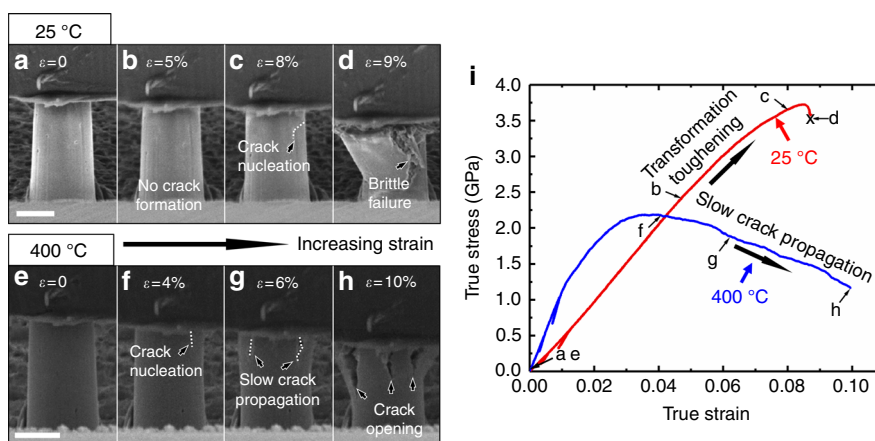 25 °C
a ε=0
b ε=5%
c ε=8%
d ε=9%
No crack
formation
Crack
nucleation
Brittle
failure
400 °C
Increasing strain
e ε=0
f ε=4%
g ε=6%
h ε=10%
Crack
nucleation
Slow crack
propagation
Crack
opening
i
True stress (GPa)
4.0
3.5
3.0
2.5
2.0
1.5
1.0
0.5
0.0
0.00 0.02 0.04 0.06 0.08 0.10
True strain
Transformation
toughening
c
x d
25 °C
b
f
Slow crack propagation
g
400 °C
h
a e